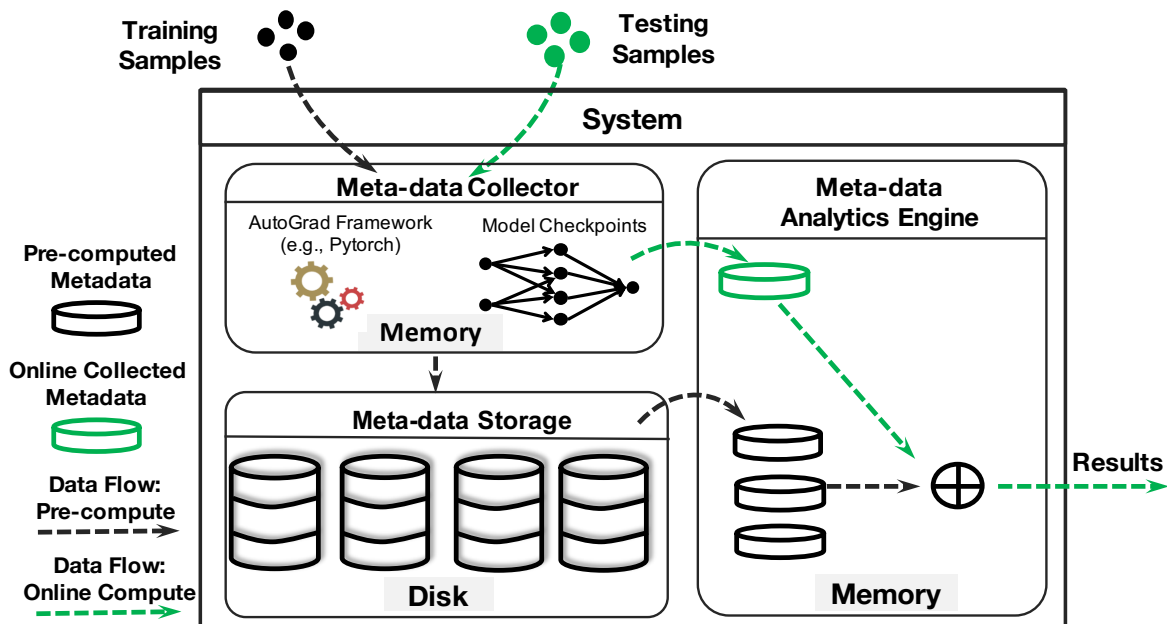 Training
Samples
Testing
Samples
System
Meta-data Collector
AutoGrad Framework
(e.g., Pytorch)
Model Checkpoints
Memory
Meta-data
Analytics Engine
Pre-computed
Metadata
Online Collected
Metadata
Data Flow:
Pre-compute
Data Flow:
Online Compute
Meta-data Storage
Disk
Memory
Results